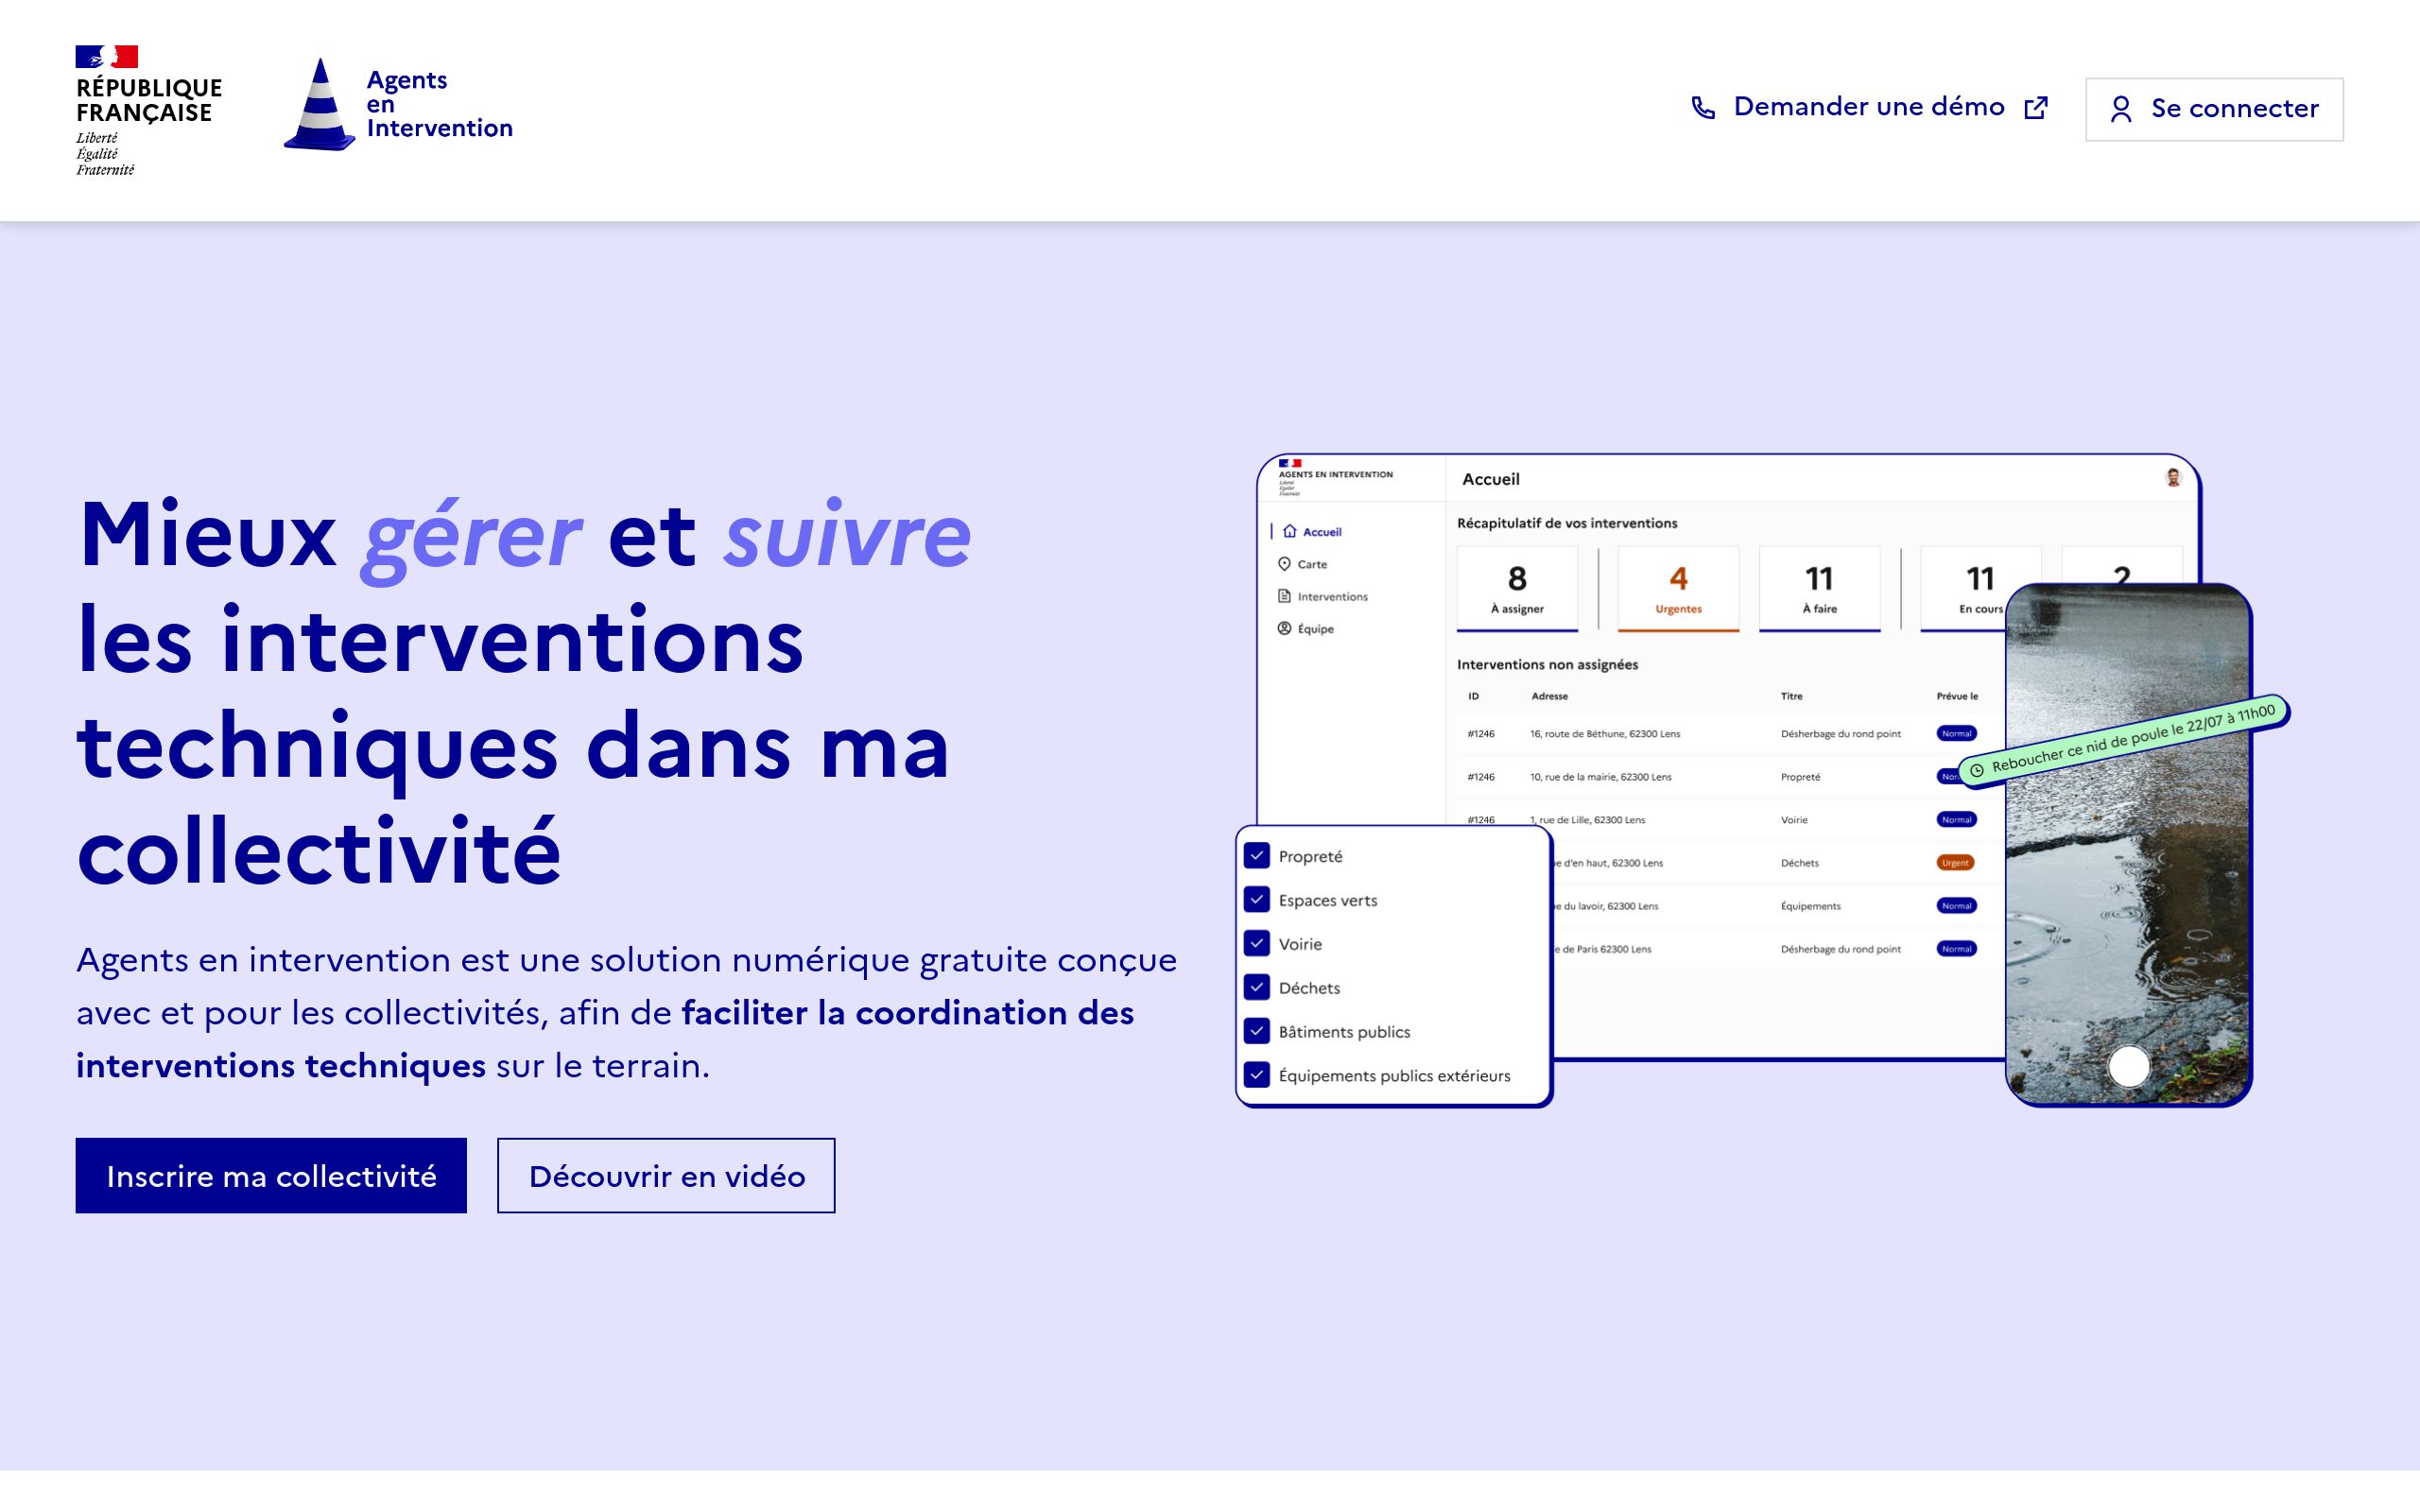 RÉPUBLIQUE
FRANÇAISE
Liberté
Égalité
Fraternité
Agents
en
Intervention
Demander une démo
Se connecter
Mieux gérer et suivre
les interventions
techniques dans ma
collectivité
Agents en intervention est une solution numérique gratuite conçue
avec et pour les collectivités, afin de faciliter la coordination des
interventions techniques sur le terrain.
Inscrire ma collectivité
Découvrir en vidéo
AGENTS EN INTERVENTION
Liberté
Égalité
Fraternité
Accueil
Accueil
Carte
Interventions
Équipe
Récapitulatif de vos interventions
8
À assigner
4
Urgentes
11
À faire
11
En cours
2
Interventions non assignées
ID Adresse Titre Prévue le
#1246 16, route de Béthune, 62300 Lens Désherbage du rond point Normal
#1246 10, rue de la mairie, 62300 Lens Propreté
#1246 1, rue de Lille, 62300 Lens Voirie Normal
d'en haut, 62300 Lens Déchets Urgent
du lavoir, 62300 Lens Équipements Normal
de Paris 62300 Lens Désherbage du rond point Normal
Reboucher ce nid de poule le 22/07 à 11h00
Propreté
Espaces verts
Voirie
Déchets
Bâtiments publics
Équipements publics extérieurs